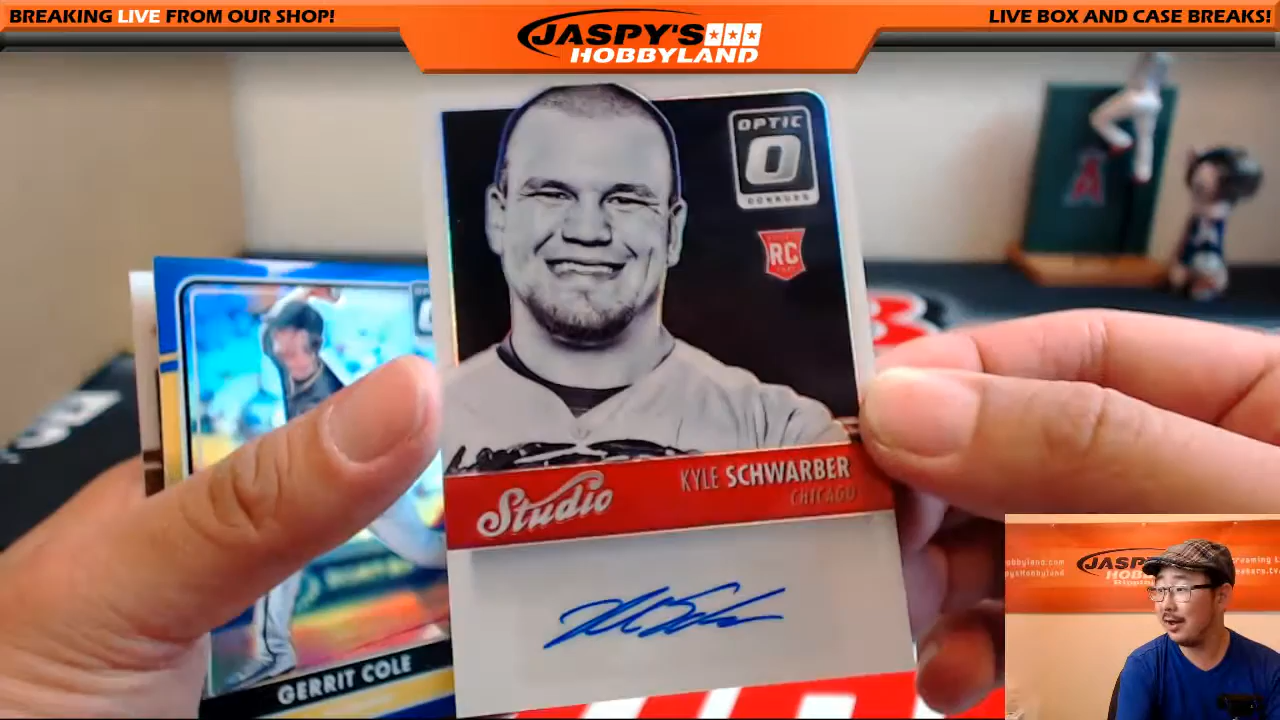 BREAKING LIVE FROM OUR SHOP!
JASPY'S
HOBBYLAND
LIVE BOX AND CASE BREAKS!
OPTIC
O
DONRUSS
RC
KYLE SCHWARBER
CHICAGO
Studio
GERRIT COLE
A
JASPY'S